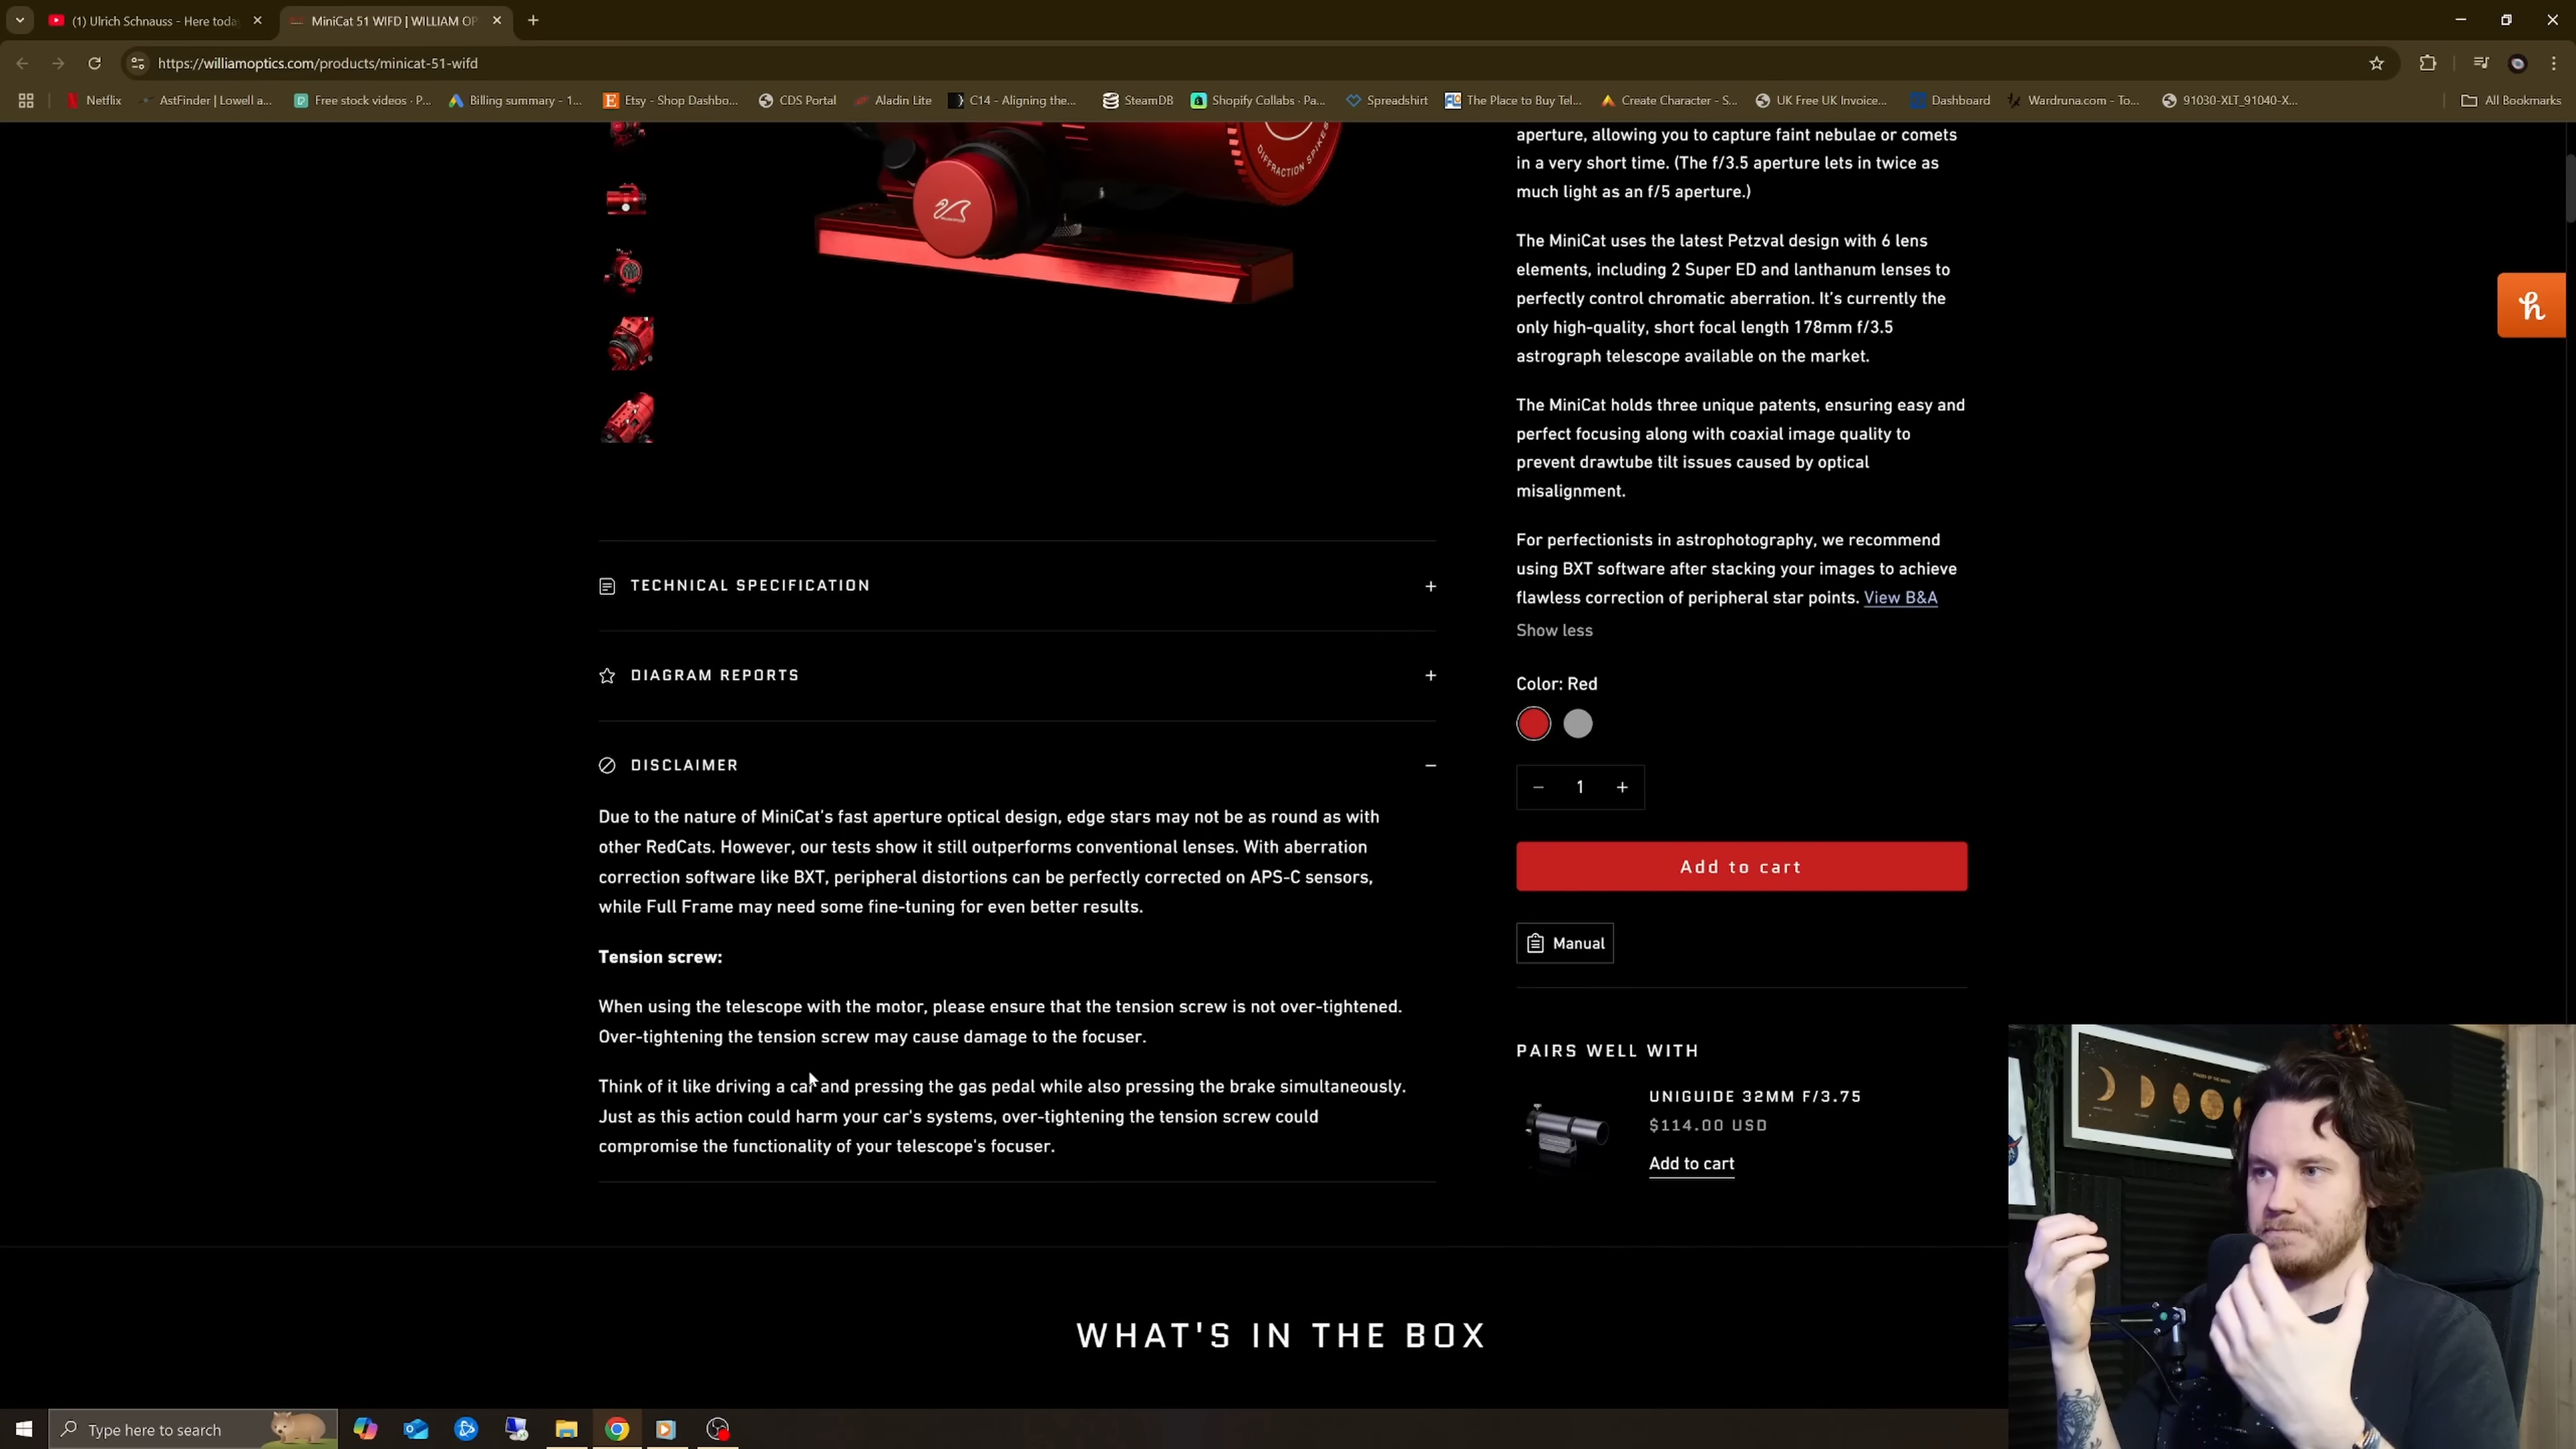 (1) Ulrich Schnauss - Here toda
MiniCat 51 WIFD | WILLIAM OP
https://williamoptics.com/products/minicat-51-wifd
Netflix
AstFinder | Lowell a...
Free stock videos · P...
Billing summary - 1...
Etsy - Shop Dashbo...
CDS Portal
Aladin Lite
C14 - Aligning the...
SteamDB
Shopify Collabs · Pa...
Spreadshirt
The Place to Buy Tel...
Create Character - S...
UK Free UK Invoice...
Dashboard
Wardruna.com - To...
91030-XLT_91040-X...
All Bookmarks
DIFFRACTION SPIKES
aperture, allowing you to capture faint nebulae or comets
in a very short time. (The f/3.5 aperture lets in twice as
much light as an f/5 aperture.)
The MiniCat uses the latest Petzval design with 6 lens
elements, including 2 Super ED and lanthanum lenses to
perfectly control chromatic aberration. It's currently the
only high-quality, short focal length 178mm f/3.5
astrograph telescope available on the market.
The MiniCat holds three unique patents, ensuring easy and
perfect focusing along with coaxial image quality to
prevent drawtube tilt issues caused by optical
misalignment.
For perfectionists in astrophotography, we recommend
using BXT software after stacking your images to achieve
flawless correction of peripheral star points. View B&A
Show less
Color: Red
− 1 +
Add to cart
Manual
PAIRS WELL WITH
UNIGUIDE 32MM F/3.75
$114.00 USD
Add to cart
TECHNICAL SPECIFICATION +
DIAGRAM REPORTS +
DISCLAIMER −
Due to the nature of MiniCat's fast aperture optical design, edge stars may not be as round as with
other RedCats. However, our tests show it still outperforms conventional lenses. With aberration
correction software like BXT, peripheral distortions can be perfectly corrected on APS-C sensors,
while Full Frame may need some fine-tuning for even better results.
Tension screw:
When using the telescope with the motor, please ensure that the tension screw is not over-tightened.
Over-tightening the tension screw may cause damage to the focuser.
Think of it like driving a car and pressing the gas pedal while also pressing the brake simultaneously.
Just as this action could harm your car's systems, over-tightening the tension screw could
compromise the functionality of your telescope's focuser.
WHAT'S IN THE BOX
Type here to search